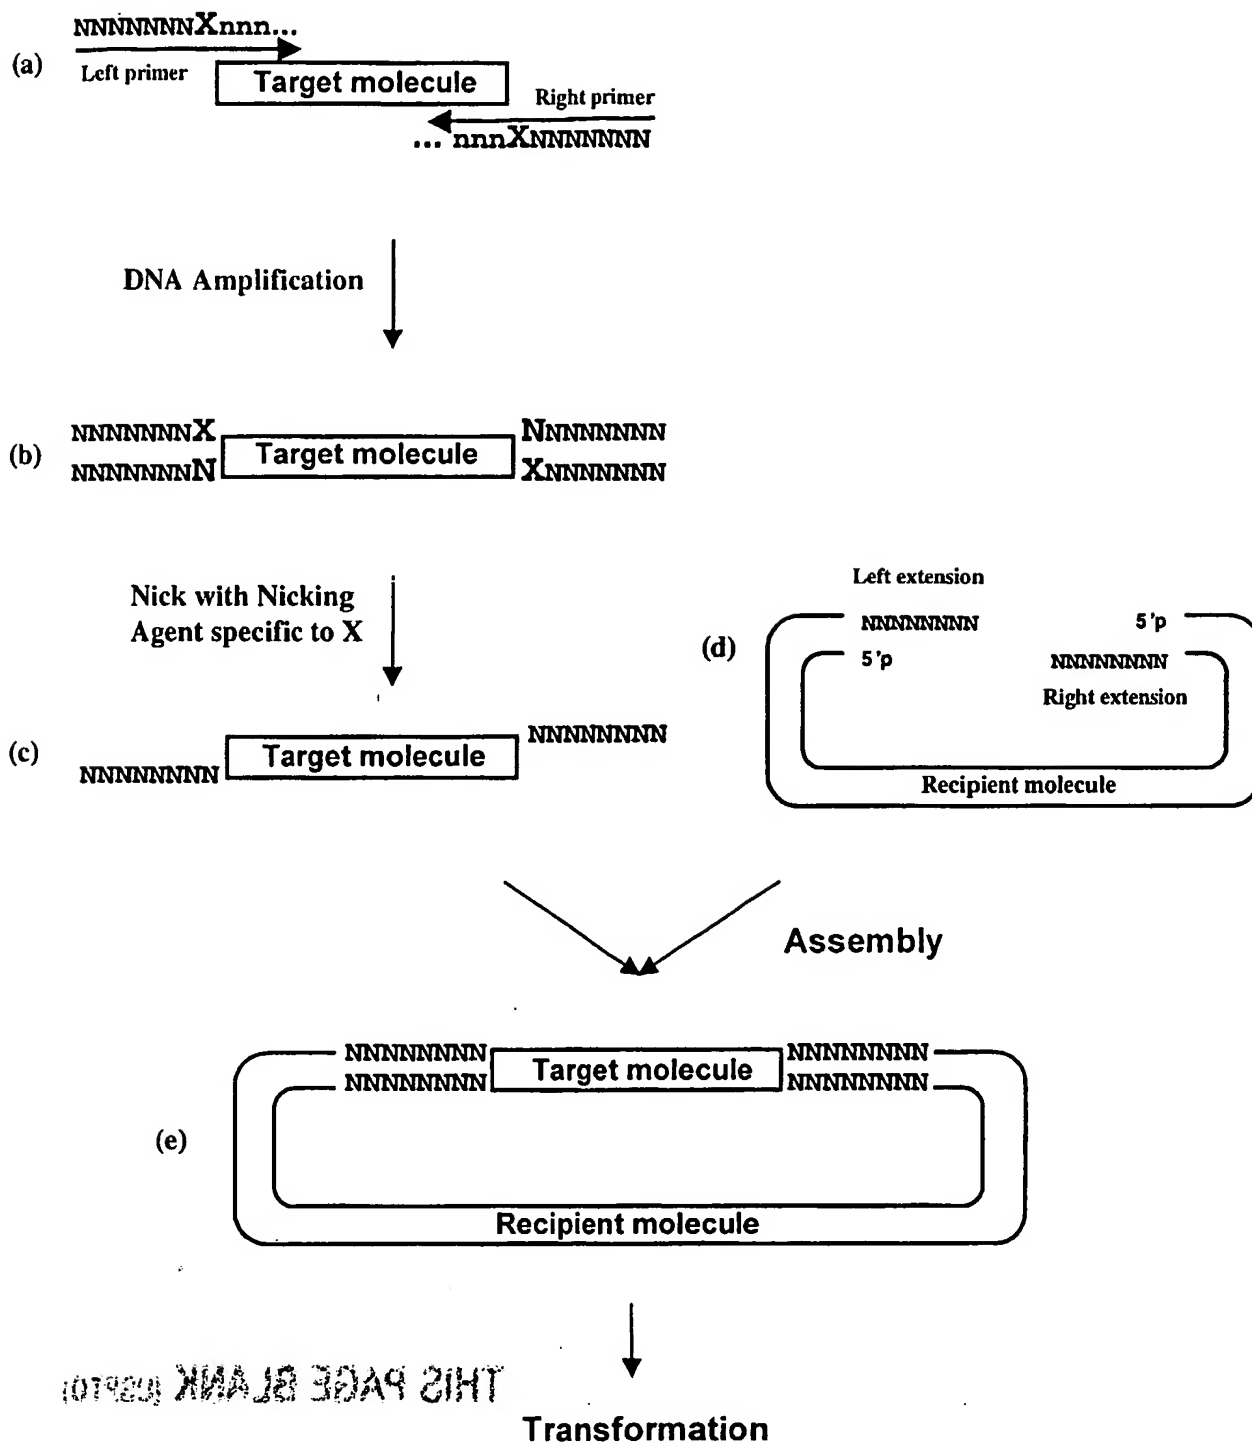 NNNNNNNXnnn...
(a)
Left primer
Target molecule
Right primer
... nnnXNNNNNNN
DNA Amplification
(b)
NNNNNNNX
NNNNNNNN
Target molecule
NNNNNNNN
XNNNNNNN
Nick with Nicking
Agent specific to X
(c)
NNNNNNNN
Target molecule
NNNNNNNN
(d)
Left extension
NNNNNNNN
5'p
5'p
NNNNNNNN
Right extension
Recipient molecule
Assembly
(e)
NNNNNNNN
NNNNNNNN
Target molecule
NNNNNNNN
NNNNNNNN
Recipient molecule
THIS PAGE BLANK (USPTO)
Transformation